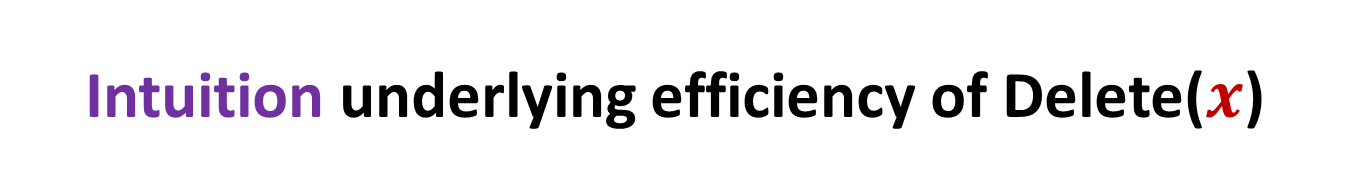 Intuition underlying efficiency of Delete(x)